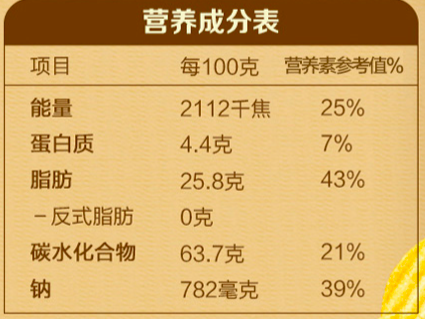 营养成分表
项目 每100克 营养素参考值%
能量 2112千焦 25%
蛋白质 4.4克 7%
脂肪 25.8克 43%
–反式脂肪 0克
碳水化合物 63.7克 21%
钠 782毫克 39%